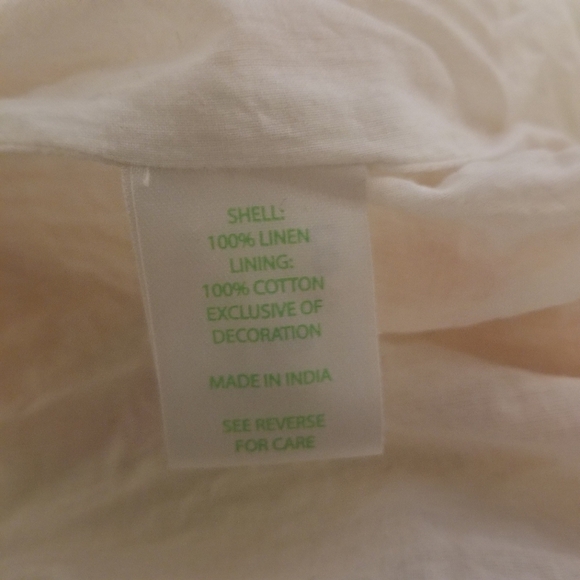 SHELL:
100% LINEN
LINING:
100% COTTON
EXCLUSIVE OF
DECORATION
MADE IN INDIA
SEE REVERSE
FOR CARE